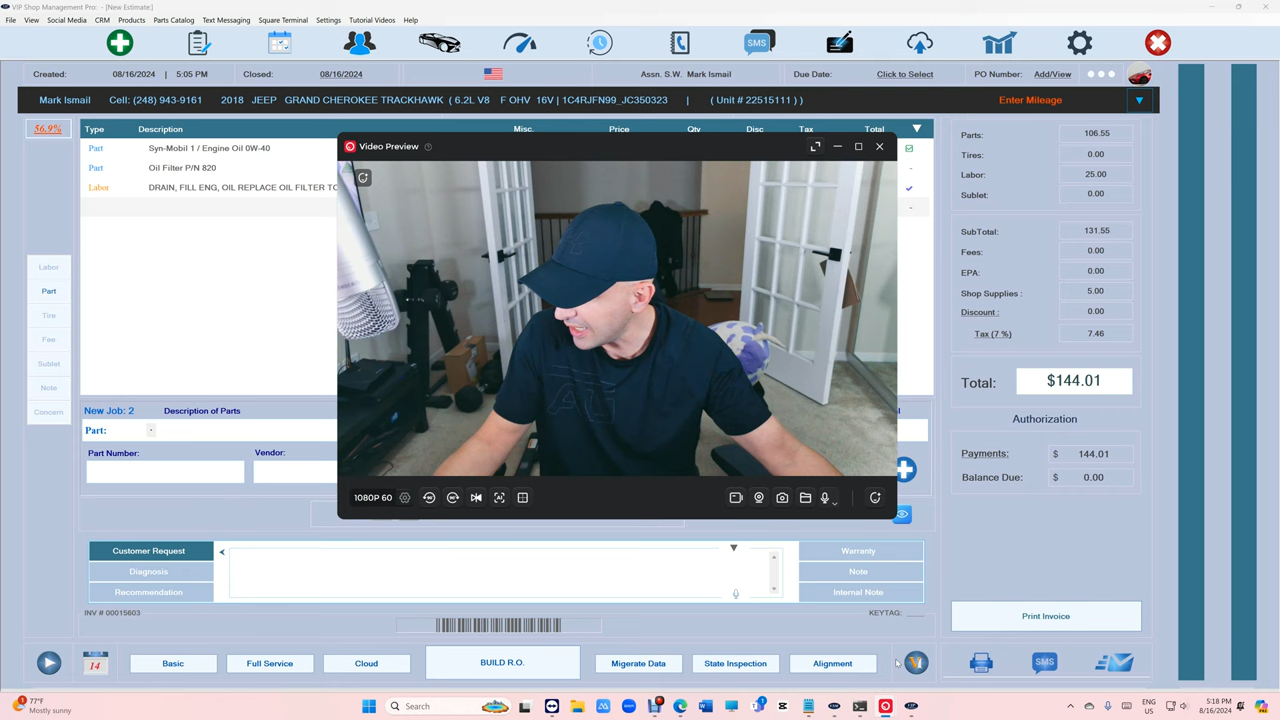 VIP Shop Management Pro: - [New Estimate:]
File View Social Media CRM Products Parts Catalog Text Messaging Square Terminal Settings Tutorial Videos Help
SMS
Created: 08/16/2024 | 5:05 PM Closed: 08/16/2024 Assn. S.W. Mark Ismail Due Date: Click to Select PO Number: Add/View
Mark Ismail Cell: (248) 943-9161 2018 JEEP GRAND CHEROKEE TRACKHAWK ( 6.2L V8 F OHV 16V ) 1C4RJFN99_JC350323 | ( Unit # 22515111 ) ) Enter Mileage
56.9%
Type Description Misc. Price Qty Disc Tax Total
Part Syn-Mobil 1 / Engine Oil 0W-40
Part Oil Filter P/N 820
Labor DRAIN, FILL ENG, OIL REPLACE OIL FILTER TO
Video Preview
1080P 60
Labor
Part
Tire
Fee
Sublet
Note
Concern
New Job: 2 Description of Parts
Part: -
Part Number: Vendor:
Parts: 106.55
Tires: 0.00
Labor: 25.00
Sublet: 0.00
SubTotal: 131.55
Fees: 0.00
EPA: 0.00
Shop Supplies : 5.00
Discount : 0.00
Tax (7 %) 7.46
Total: $144.01
Authorization
Payments: $ 144.01
Balance Due: $ 0.00
Customer Request
Diagnosis
Recommendation
Warranty
Note
Internal Note
INV # 00015603 KEYTAG:
Print Invoice
14 Basic Full Service Cloud BUILD R.O. Migerate Data State Inspection Alignment SMS
77°F
Mostly sunny
Search
ENG
US
5:18 PM
8/16/2024